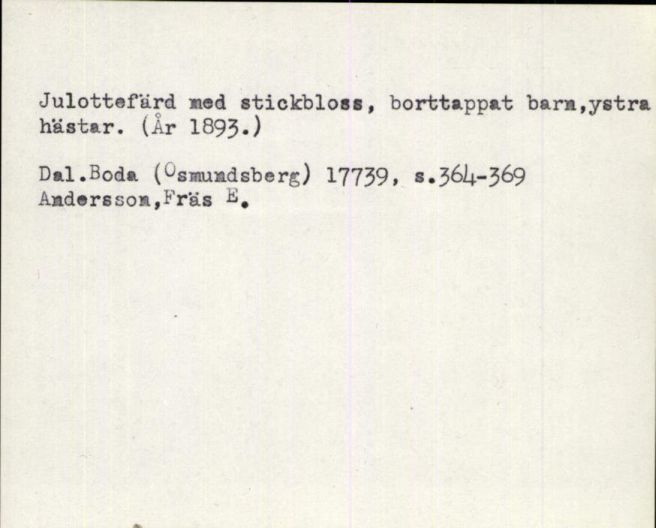 Julottefärd med stickbloss, borttappat barn,ystra
hästar. (År 1893.)
Dal.Boda (Osmundsberg) 17739, s.364-369
Andersson,Fräs E.